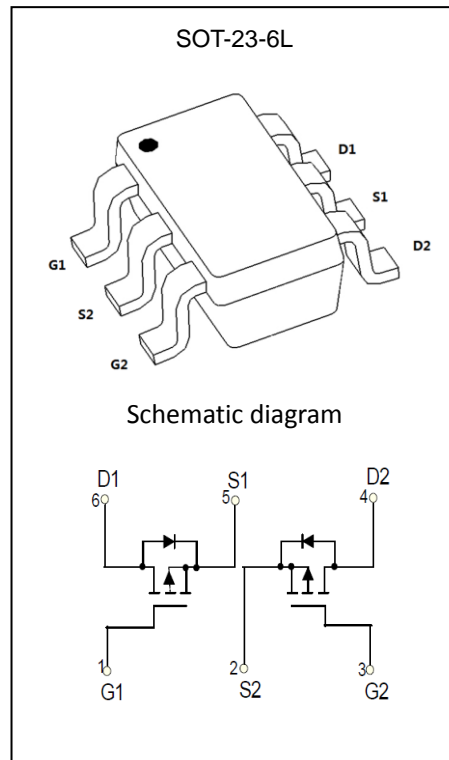 SOT-23-6L
D1
S1
D2
G1
S2
G2
Schematic diagram
D1 S1 D2
6 5 4
1 2 3
G1 S2 G2